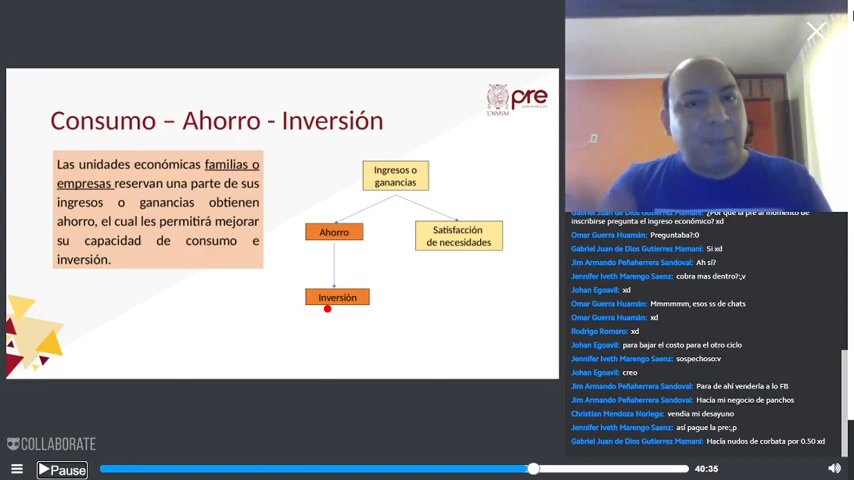 pre
UNMSM
Consumo – Ahorro - Inversión
Las unidades económicas familias o
empresas reservan una parte de sus
ingresos o ganancias obtienen
ahorro, el cual les permitirá mejorar
su capacidad de consumo e
inversión.
Ingresos o
ganancias
Ahorro
Satisfacción
de necesidades
Inversión
Gabriel Juan de Dios Gutierrez Mamani: ¿Por qué la pre al momento de
inscribirse pregunta el ingreso económico? xd
Omar Guerra Huamán: Preguntaba?:0
Gabriel Juan de Dios Gutierrez Mamani: Si xd
Jim Armando Peñaherrera Sandoval: Ah sí?
Jennifer Iveth Marengo Saenz: cobra mas dentro?:;v
Johan Egoavil: xd
Omar Guerra Huamán: Mmmmmm, esos ss de chats
Omar Guerra Huamán: xd
Rodrigo Romero: xd
Johan Egoavil: para bajar el costo para el otro ciclo
Jennifer Iveth Marengo Saenz: sospechoso:v
Johan Egoavil: creo
Jim Armando Peñaherrera Sandoval: Para de ahí venderla a lo FB
Jim Armando Peñaherrera Sandoval: Hacía mi negocio de panchos
Christian Mendoza Noriega: vendia mi desayuno
Jennifer Iveth Marengo Saenz: así pague la pre:,p
Gabriel Juan de Dios Gutierrez Mamani: Hacía nudos de corbata por 0.50 xd
COLLABORATE
Pause
40:35